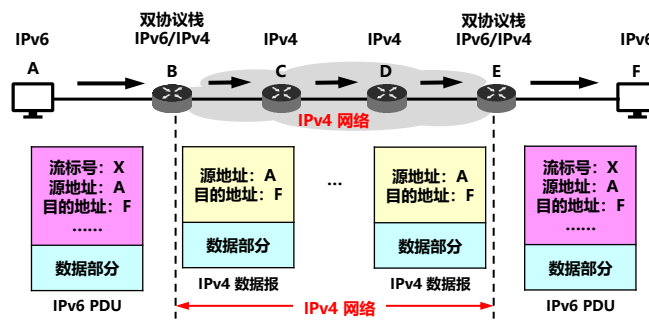 双协议栈 双协议栈
IPv6 IPv6/IPv4 IPv4 IPv4 IPv6/IPv4 IPv6
A B C D E F
IPv4 网络
流标号：X
源地址：A
目的地址：F
……
数据部分
IPv6 PDU
源地址：A
目的地址：F
数据部分
IPv4 数据报
…
源地址：A
目的地址：F
数据部分
IPv4 数据报
流标号：X
源地址：A
目的地址：F
……
数据部分
IPv6 PDU
IPv4 网络